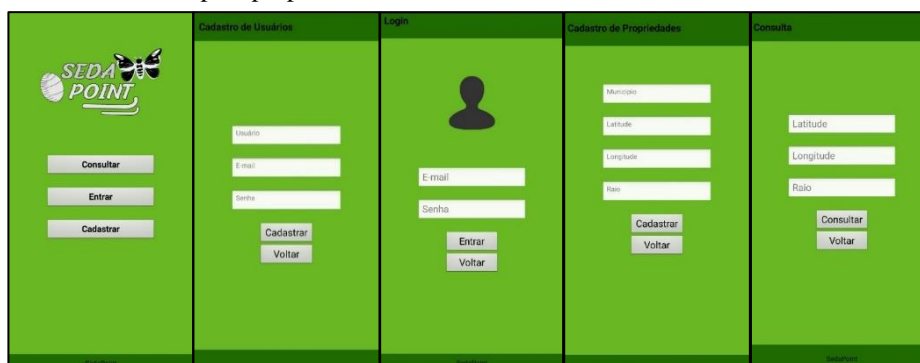 SEDA
POINT
Consultar
Entrar
Cadastrar
Cadastro de Usuários
Usuário
E-mail
Senha
Cadastrar
Voltar
Login
E-mail
Senha
Entrar
Voltar
Cadastro de Propriedades
Município
Latitude
Longitude
Raio
Cadastrar
Voltar
Consulta
Latitude
Longitude
Raio
Consultar
Voltar
SedaPoint